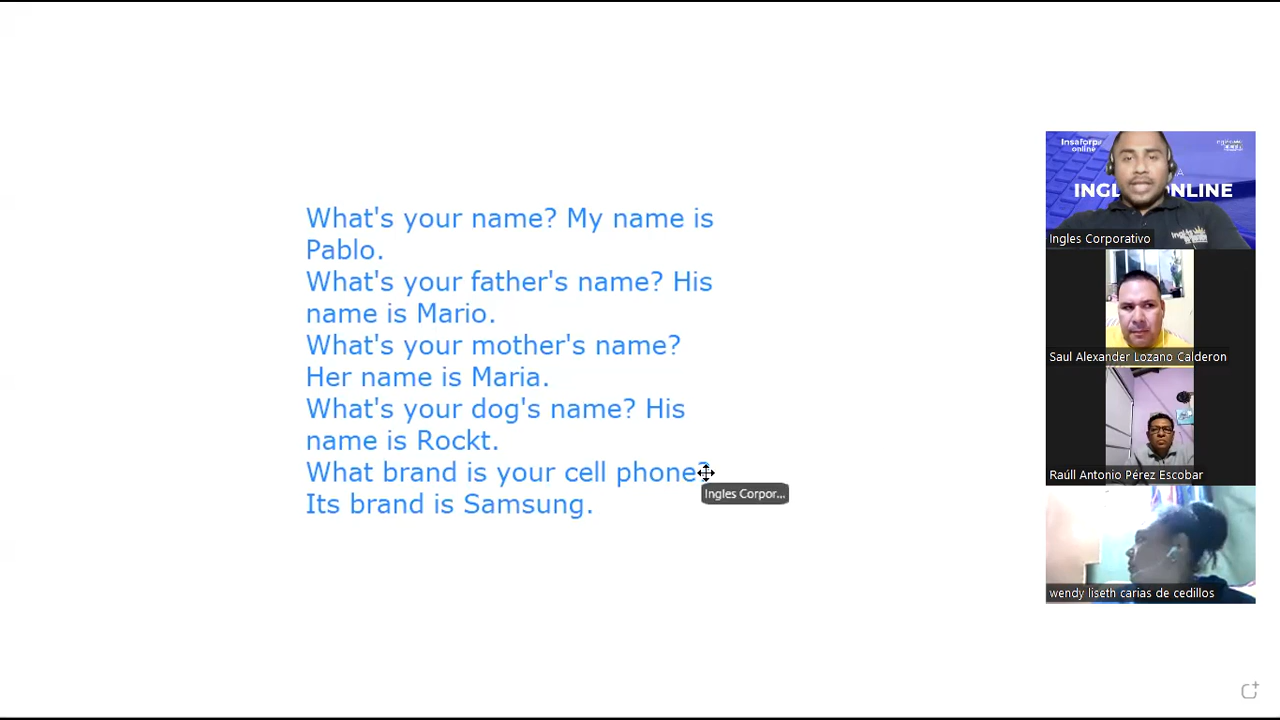 What's your name? My name is
Pablo.
What's your father's name? His
name is Mario.
What's your mother's name?
Her name is Maria.
What's your dog's name? His
name is Rockt.
What brand is your cell phone?
Its brand is Samsung.
Ingles Corpor...
Insaforp
online
Ingles Corporativo
Saul Alexander Lozano Calderon
Raúll Antonio Pérez Escobar
wendy liseth carias de cedillos